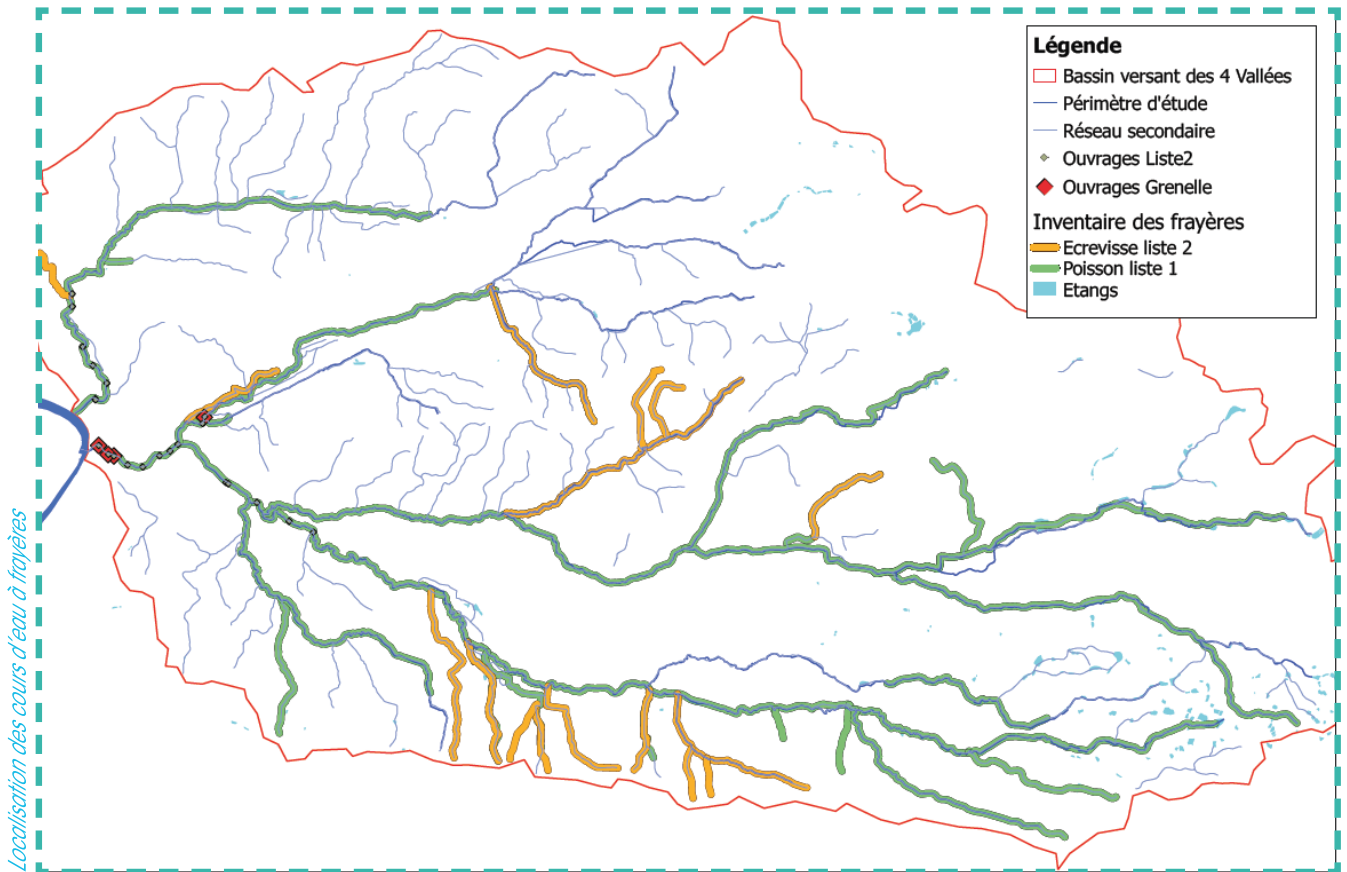 Légende
Bassin versant des 4 Vallées
Périmètre d'étude
Réseau secondaire
Ouvrages Liste2
Ouvrages Grenelle
Inventaire des frayères
Ecrevisse liste 2
Poisson liste 1
Etangs
Localisation des cours d'eau à frayères